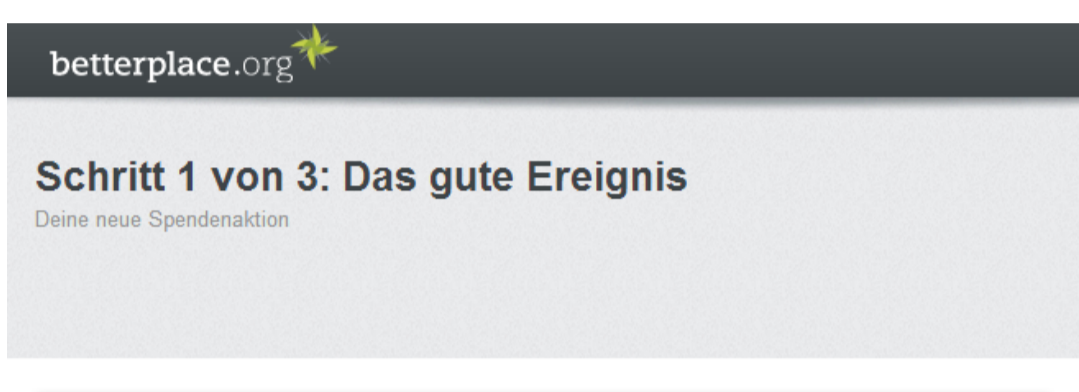 betterplace.org
Schritt 1 von 3: Das gute Ereignis
Deine neue Spendenaktion